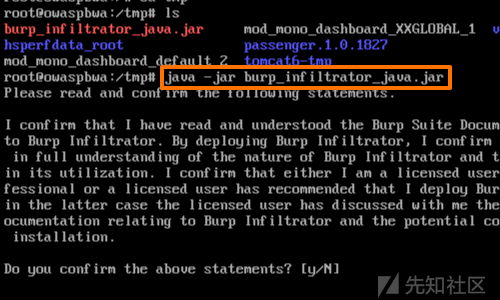 root@owaspbwa:/tmp# ls
burp_infiltrator_java.jar mod_mono_dashboard_XXGLOBAL_1
hsperfdata_root passenger.1.0.1827
mod_mono_dashboard_default_2 tomcat6-tmp
root@owaspbwa:/tmp# java -jar burp_infiltrator_java.jar
Please read and confirm the following statements.
I confirm that I have read and understood the Burp Suite Docum
to Burp Infiltrator. By deploying Burp Infiltrator, I confirm
in full understanding of the nature of Burp Infiltrator and t
in its utilization. I confirm that either I am a licensed user
fessional or a licensed user has recommended that I deploy Bur
in the latter case the licensed user has discussed with me the
ocumentation relating to Burp Infiltrator and the potential co
installation.
Do you confirm the above statements? [y/N]
先知社区